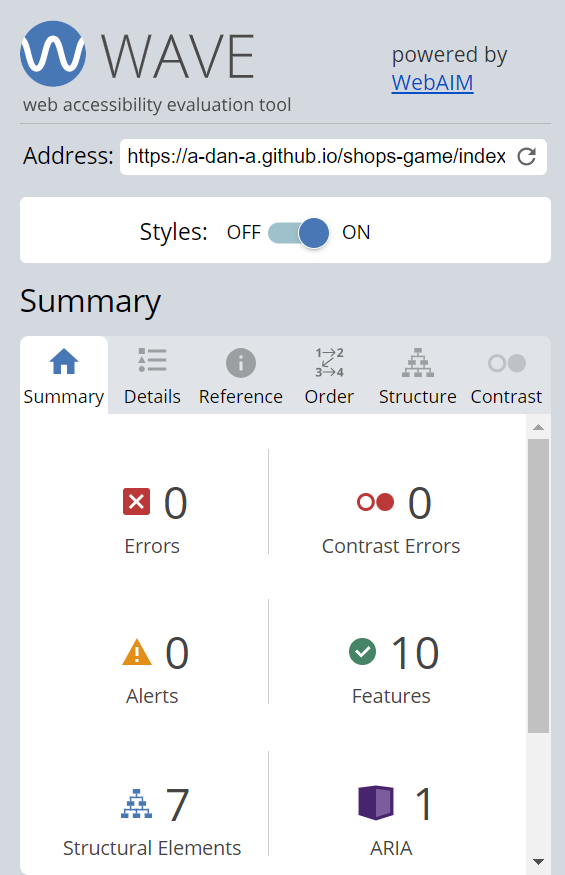 WAVE
powered by
WebAIM
web accessibility evaluation tool
Address: https://a-dan-a.github.io/shops-game/index
Styles: OFF ON
Summary
1→2
3→4
Summary Details Reference Order Structure Contrast
0 0
Errors Contrast Errors
0 10
Alerts Features
7 1
Structural Elements ARIA